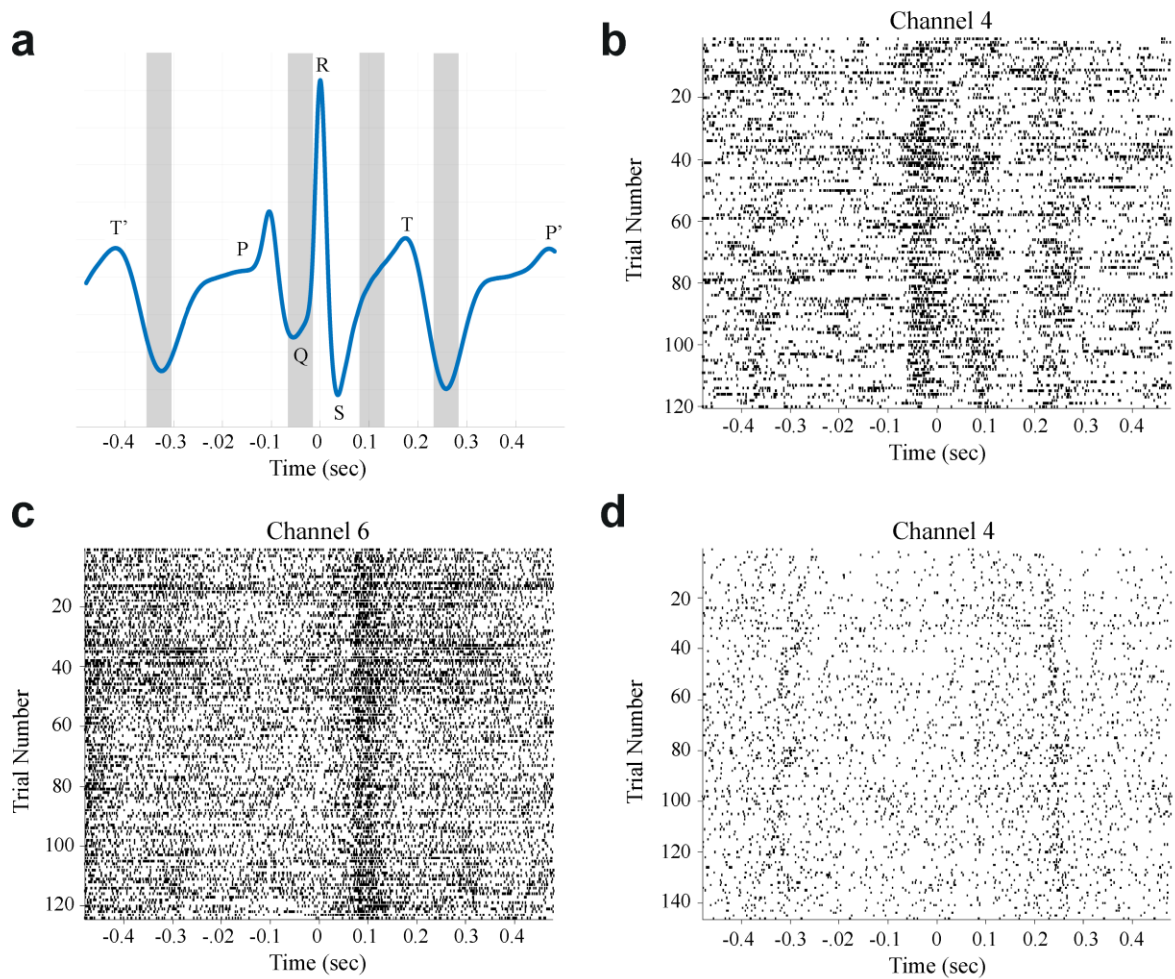 a
R
T’
P
T
P’
Q
S
-0.4 -0.3 -.02 -0.1 0 0.1 0.2 0.3 0.4
Time (sec)
b
Channel 4
Trial Number
20
40
60
80
100
120
-0.4 -0.3 -.02 -0.1 0 0.1 0.2 0.3 0.4
Time (sec)
c
Channel 6
Trial Number
20
40
60
80
100
120
-0.4 -0.3 -.02 -0.1 0 0.1 0.2 0.3 0.4
Time (sec)
d
Channel 4
Trial Number
20
40
60
80
100
120
140
-0.4 -0.3 -.02 -0.1 0 0.1 0.2 0.3 0.4
Time (sec)